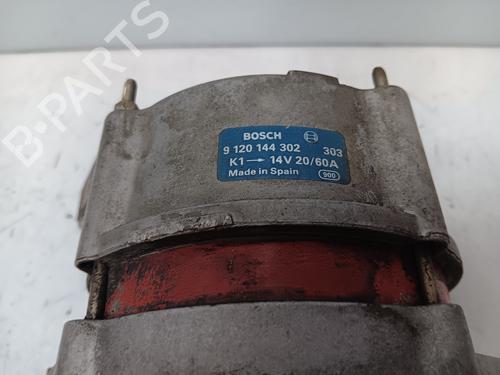 BOSCH
9 120 144 302 303
K1 → 14V 20/60A
Made in Spain 900
B-Parts